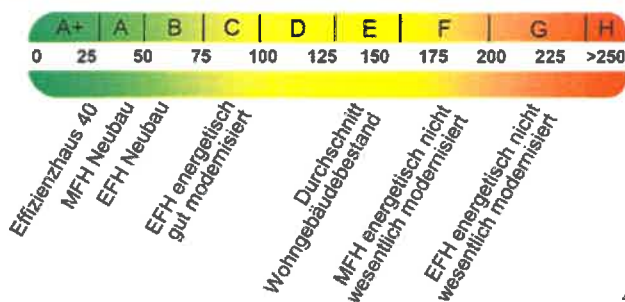 A+ A B C D E F G H
0 25 50 75 100 125 150 175 200 225 >250
Effizienzhaus 40
MFH Neubau
EFH Neubau
EFH energetisch
gut modernisiert
Durchschnitt
Wohngebäudebestand
MFH energetisch nicht
wesentlich modernisiert
EFH energetisch nicht
wesentlich modernisiert